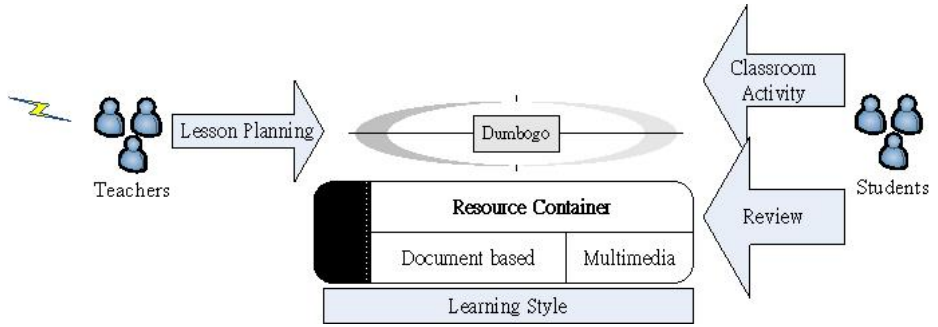 Classroom
Activity
Lesson Planning
Dumbogo
Teachers
Students
Resource Container
Review
Document based
Multimedia
Learning Style